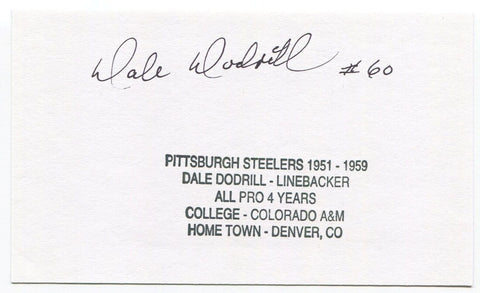 Dale Dodrill #60
PITTSBURGH STEELERS 1951 - 1959
DALE DODRILL - LINEBACKER
ALL PRO 4 YEARS
COLLEGE - COLORADO A&M
HOME TOWN - DENVER, CO